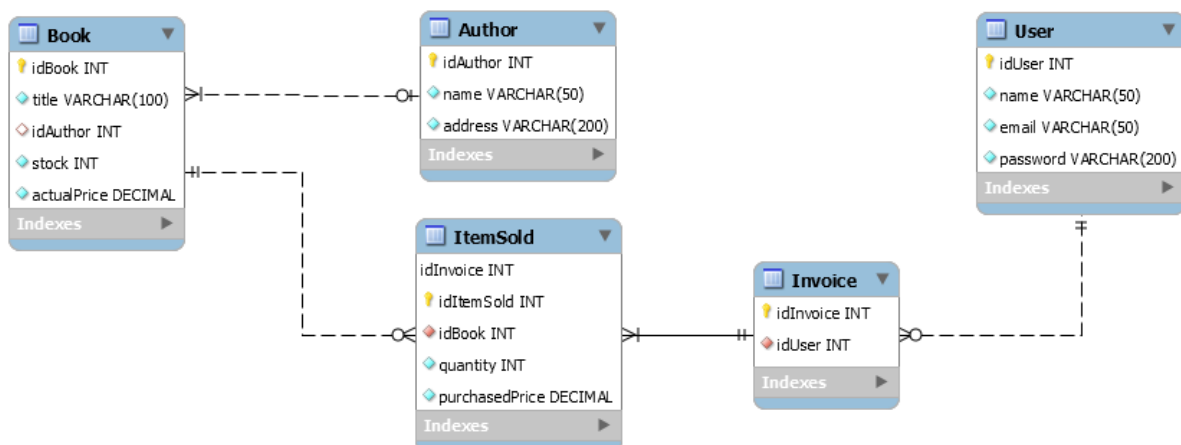 Book
idBook INT
title VARCHAR(100)
idAuthor INT
stock INT
actualPrice DECIMAL
Indexes
Author
idAuthor INT
name VARCHAR(50)
address VARCHAR(200)
Indexes
User
idUser INT
name VARCHAR(50)
email VARCHAR(50)
password VARCHAR(200)
Indexes
ItemSold
idInvoice INT
idItemSold INT
idBook INT
quantity INT
purchasedPrice DECIMAL
Indexes
Invoice
idInvoice INT
idUser INT
Indexes